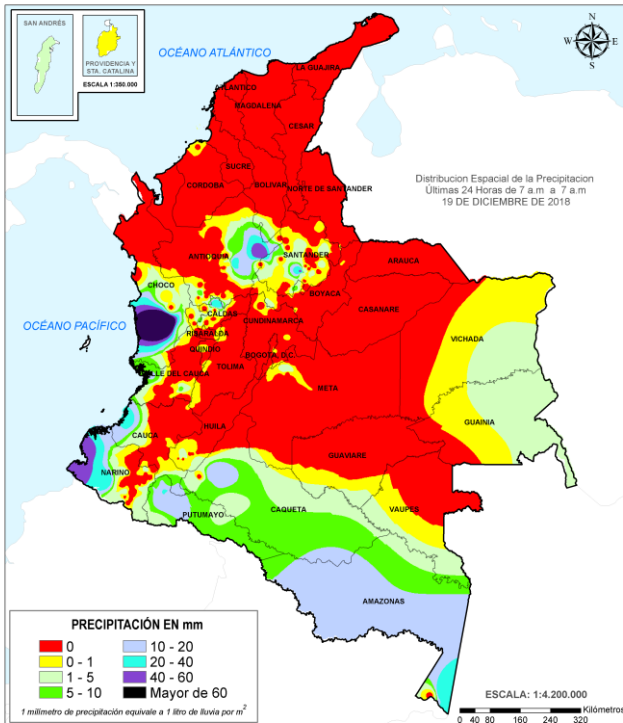 SAN ANDRÉS
PROVIDENCIA Y
STA. CATALINA
ESCALA 1:380.000
OCÉANO ATLÁNTICO
N
W
E
S
LA GUAJIRA
ATLANTICO
MAGDALENA
CESAR
SUCRE
CORDOBA
BOLIVAR
NORTE DE SANTANDER
Distribucion Espacial de la Precipitacion
Últimas 24 Horas de 7 a.m a 7 a.m
19 DE DICIEMBRE DE 2018
ANTIOQUIA
SANTANDER
ARAUCA
CHOCO
BOYACA
CASANARE
OCÉANO PACÍFICO
CALDAS
CUNDINAMARCA
RISARALDA
VICHADA
QUINDIO
BOGOTA, D.C.
TOLIMA
VALLE DEL CAUCA
META
GUAINIA
HUILA
CAUCA
GUAVIARE
NARINO
CAQUETA
VAUPES
PUTUMAYO
AMAZONAS
PRECIPITACIÓN EN mm
0
0 - 1
1 - 5
5 - 10
10 - 20
20 - 40
40 - 60
Mayor de 60
1 milimetro de precipitación equivale a 1 litro de lluvia por m²
ESCALA: 1:4.200.000
Kilómetros
0 40 80 160 240 320